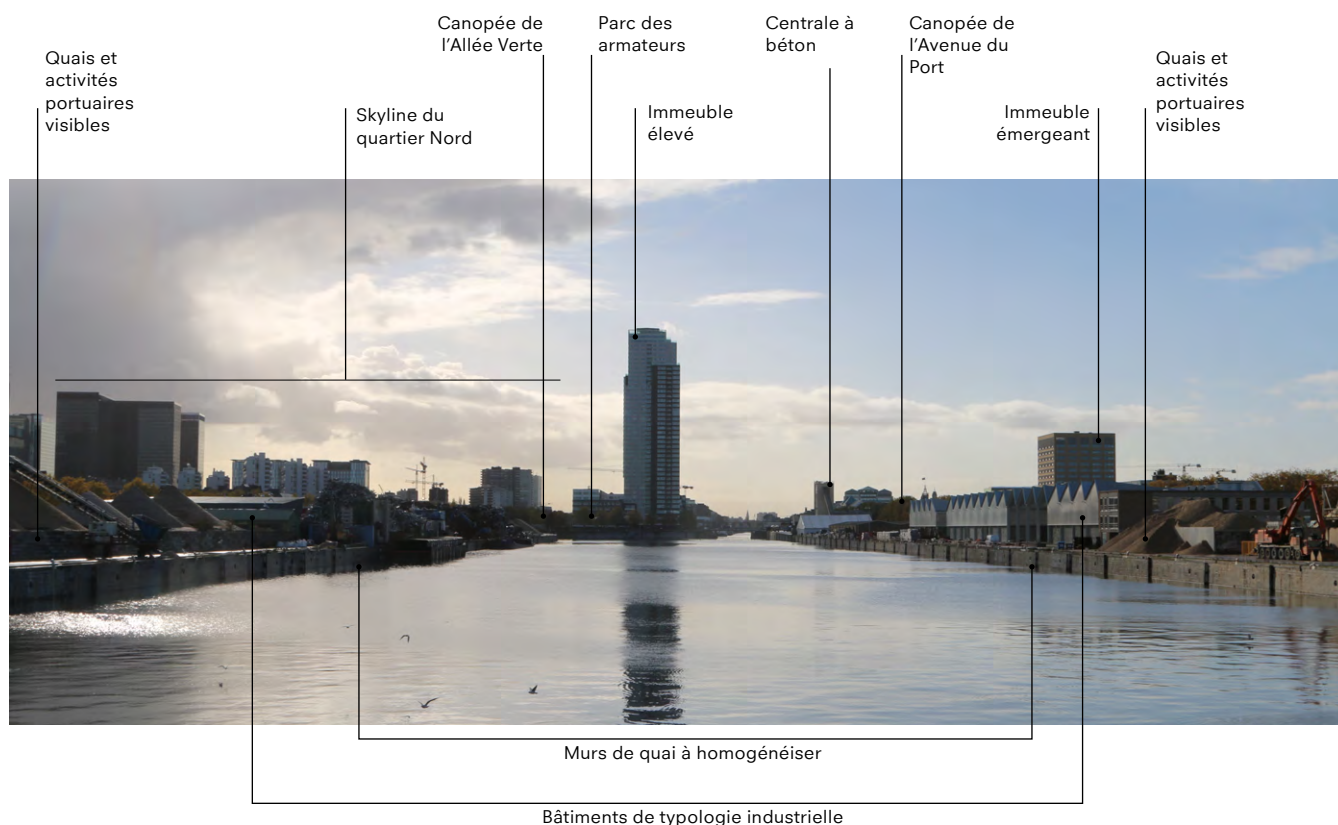 Canopée de
l'Allée Verte
Parc des
armateurs
Centrale à
béton
Canopée de
l'Avenue du
Port
Quais et
activités
portuaires
visibles
Quais et
activités
portuaires
visibles
Skyline du
quartier Nord
Immeuble
élevé
Immeuble
émergeant
Murs de quai à homogénéiser
Bâtiments de typologie industrielle